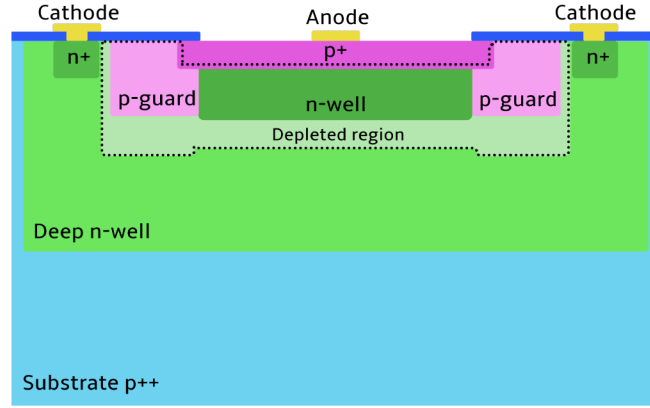 Cathode
Anode
Cathode
n+
p+
n+
p-guard
n-well
p-guard
Depleted region
Deep n-well
Substrate p++